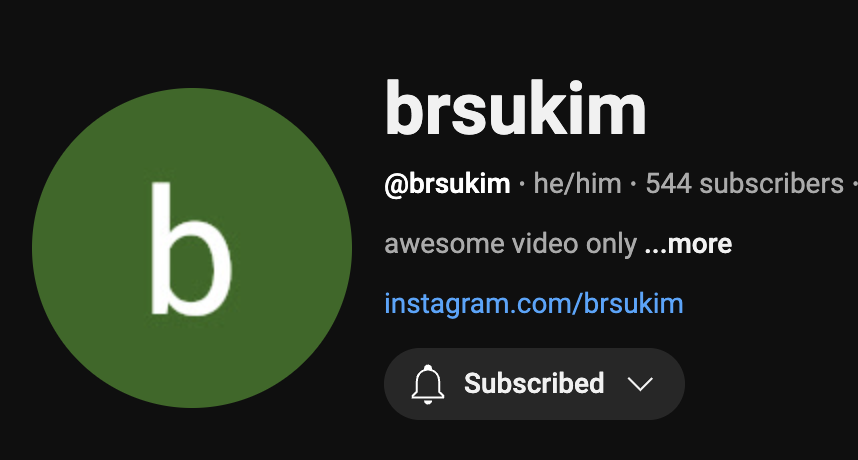 b
brsukim
@brsukim · he/him · 544 subscribers ·
awesome video only ...more
instagram.com/brsukim
Subscribed